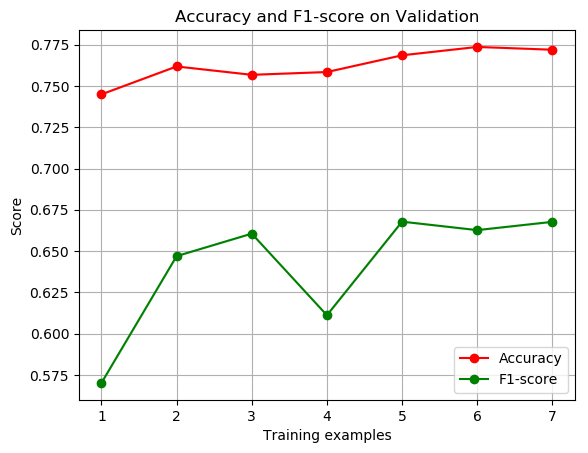 Accuracy and F1-score on Validation
0.775
0.750
0.725
0.700
0.675
0.650
0.625
0.600
0.575
Score
1 2 3 4 5 6 7
Training examples
Accuracy
F1-score